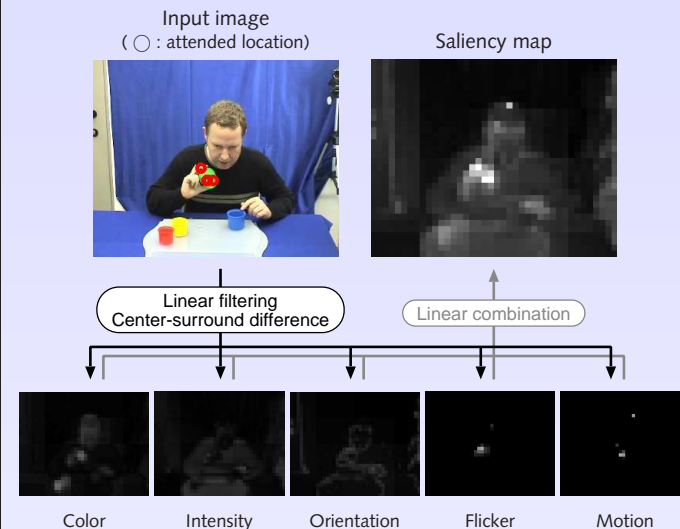 Input image
( ◯ : attended location)
Saliency map
Linear filtering
Center-surround difference
Linear combination
Color
Intensity
Orientation
Flicker
Motion